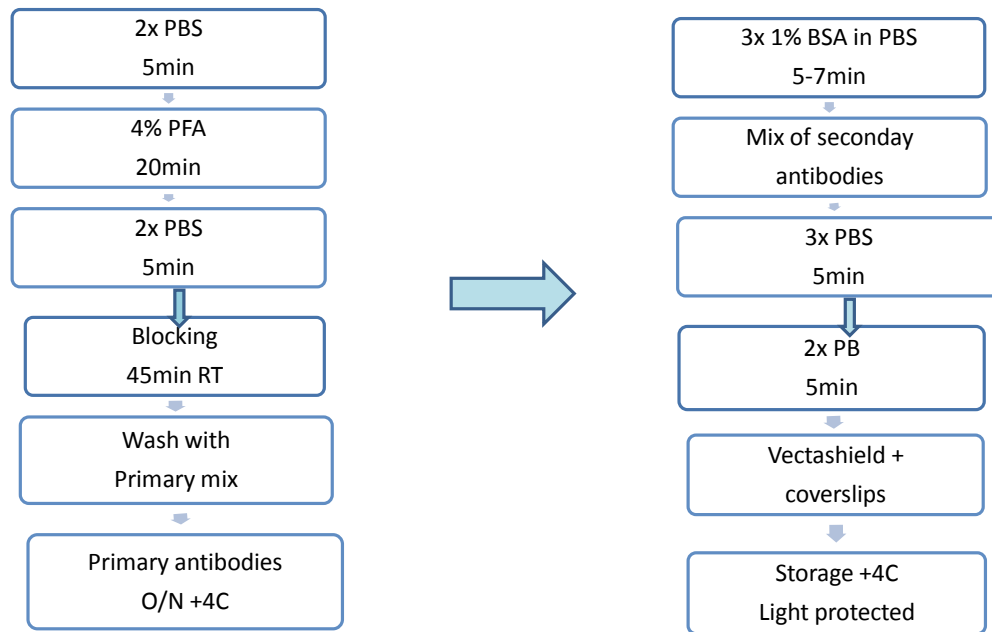 2x PBS
5min
4% PFA
20min
2x PBS
5min
Blocking
45min RT
Wash with
Primary mix
Primary antibodies
O/N +4C
3x 1% BSA in PBS
5-7min
Mix of seconday
antibodies
3x PBS
5min
2x PB
5min
Vectashield +
coverslips
Storage +4C
Light protected